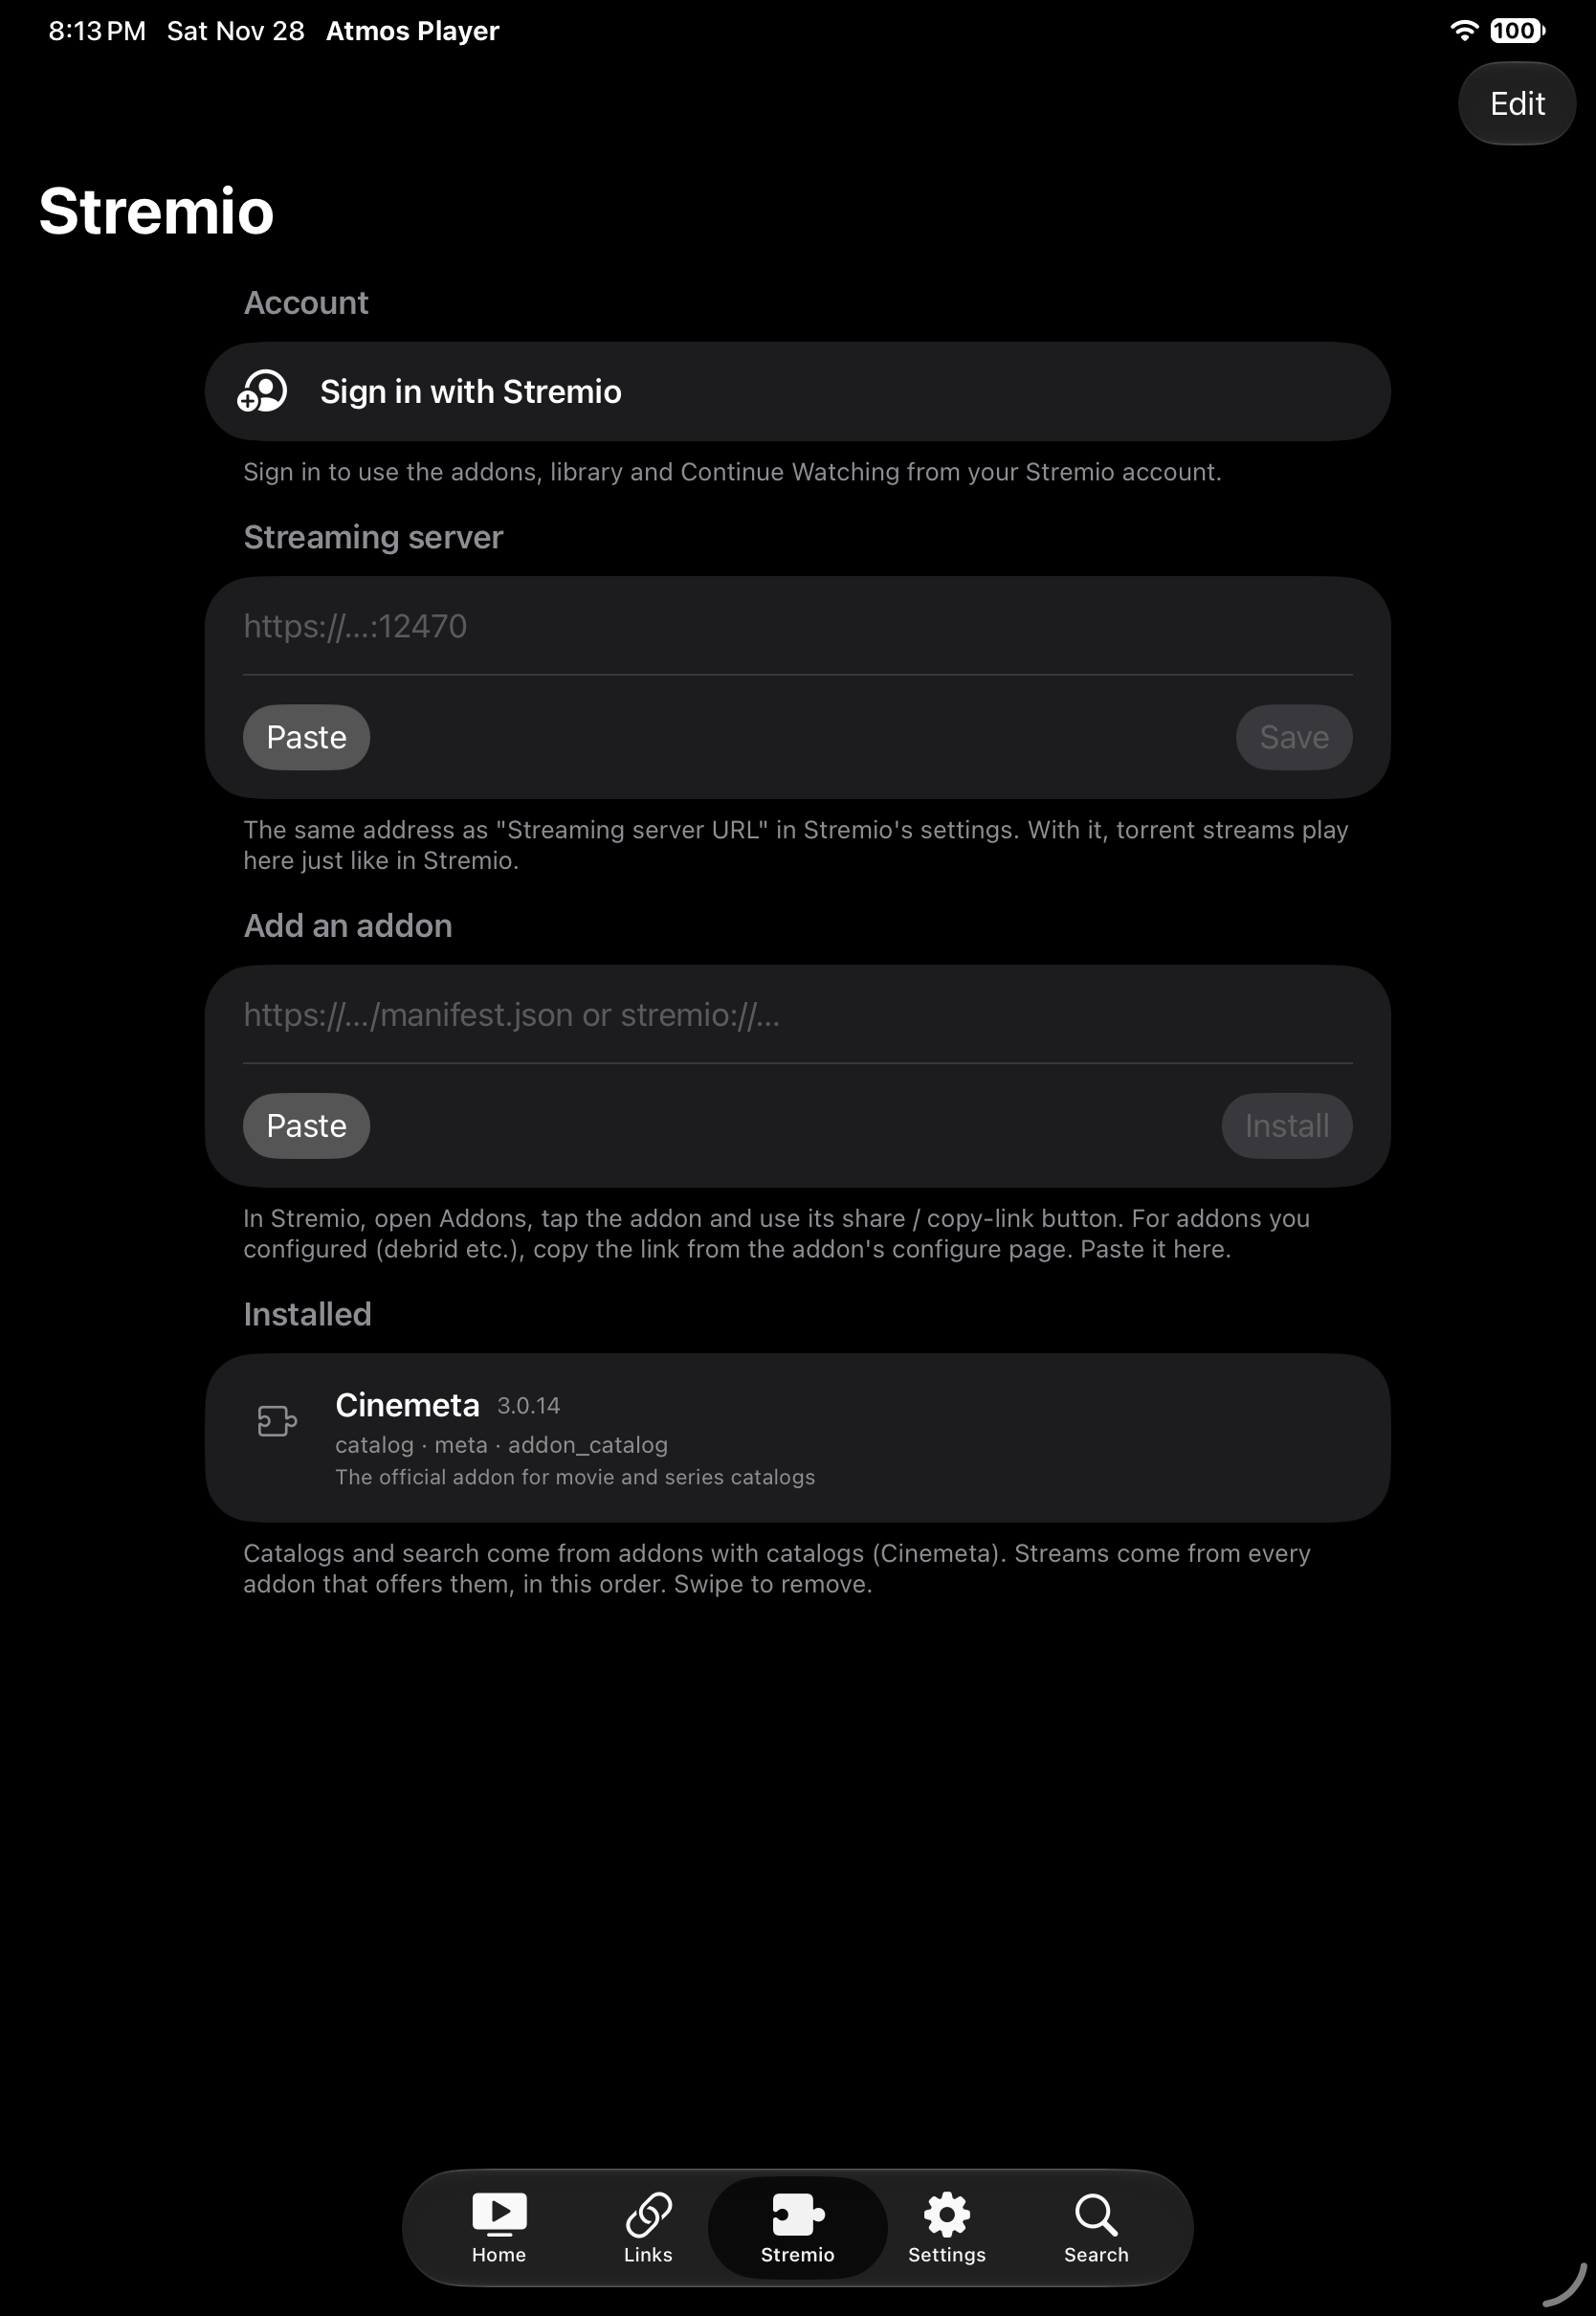 8:13 PM Sat Nov 28 Atmos Player 100
Edit
Stremio
Account
Sign in with Stremio
Sign in to use the addons, library and Continue Watching from your Stremio account.
Streaming server
https://...:12470
Paste Save
The same address as "Streaming server URL" in Stremio's settings. With it, torrent streams play
here just like in Stremio.
Add an addon
https://.../manifest.json or stremio://...
Paste Install
In Stremio, open Addons, tap the addon and use its share / copy-link button. For addons you
configured (debrid etc.), copy the link from the addon's configure page. Paste it here.
Installed
Cinemeta 3.0.14
catalog · meta · addon_catalog
The official addon for movie and series catalogs
Catalogs and search come from addons with catalogs (Cinemeta). Streams come from every
addon that offers them, in this order. Swipe to remove.
Home Links Stremio Settings Search